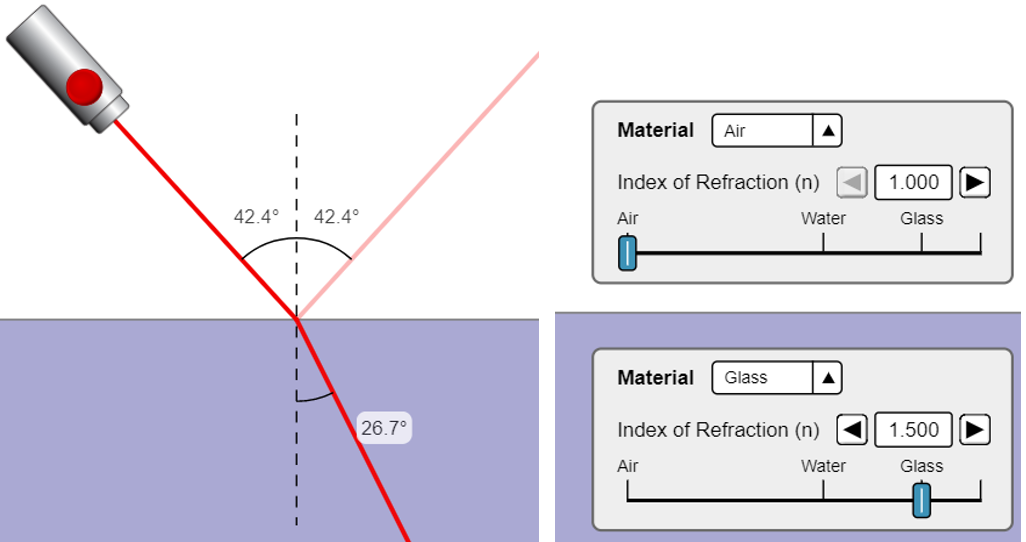 42.4° 42.4°
26.7°
Material Air ▲
Index of Refraction (n) ◀ 1.000 ▶
Air Water Glass
Material Glass ▲
Index of Refraction (n) ◀ 1.500 ▶
Air Water Glass